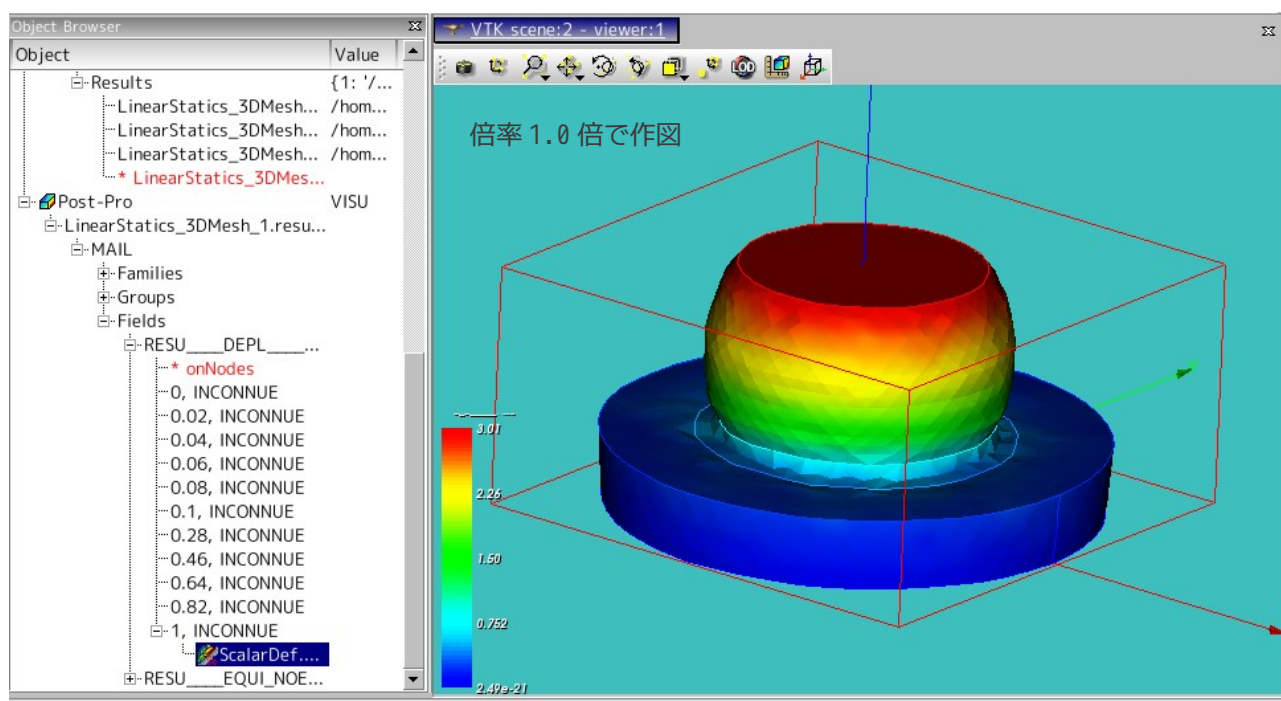 Object Browser
Object Value
Results {1: '/...
LinearStatics_3DMesh... /hom...
LinearStatics_3DMesh... /hom...
LinearStatics_3DMesh... /hom...
* LinearStatics_3DMes...
Post-Pro VISU
LinearStatics_3DMesh_1.resu...
MAIL
Families
Groups
Fields
RESU____DEPL____...
* onNodes
0, INCONNUE
0.02, INCONNUE
0.04, INCONNUE
0.06, INCONNUE
0.08, INCONNUE
0.1, INCONNUE
0.28, INCONNUE
0.46, INCONNUE
0.64, INCONNUE
0.82, INCONNUE
1, INCONNUE
ScalarDef....
RESU____EQUI_NOE...
VTK scene:2 - viewer:1
LOD
倍率 1.0 倍で作図
3.01
2.26
1.50
0.752
2.49e-21